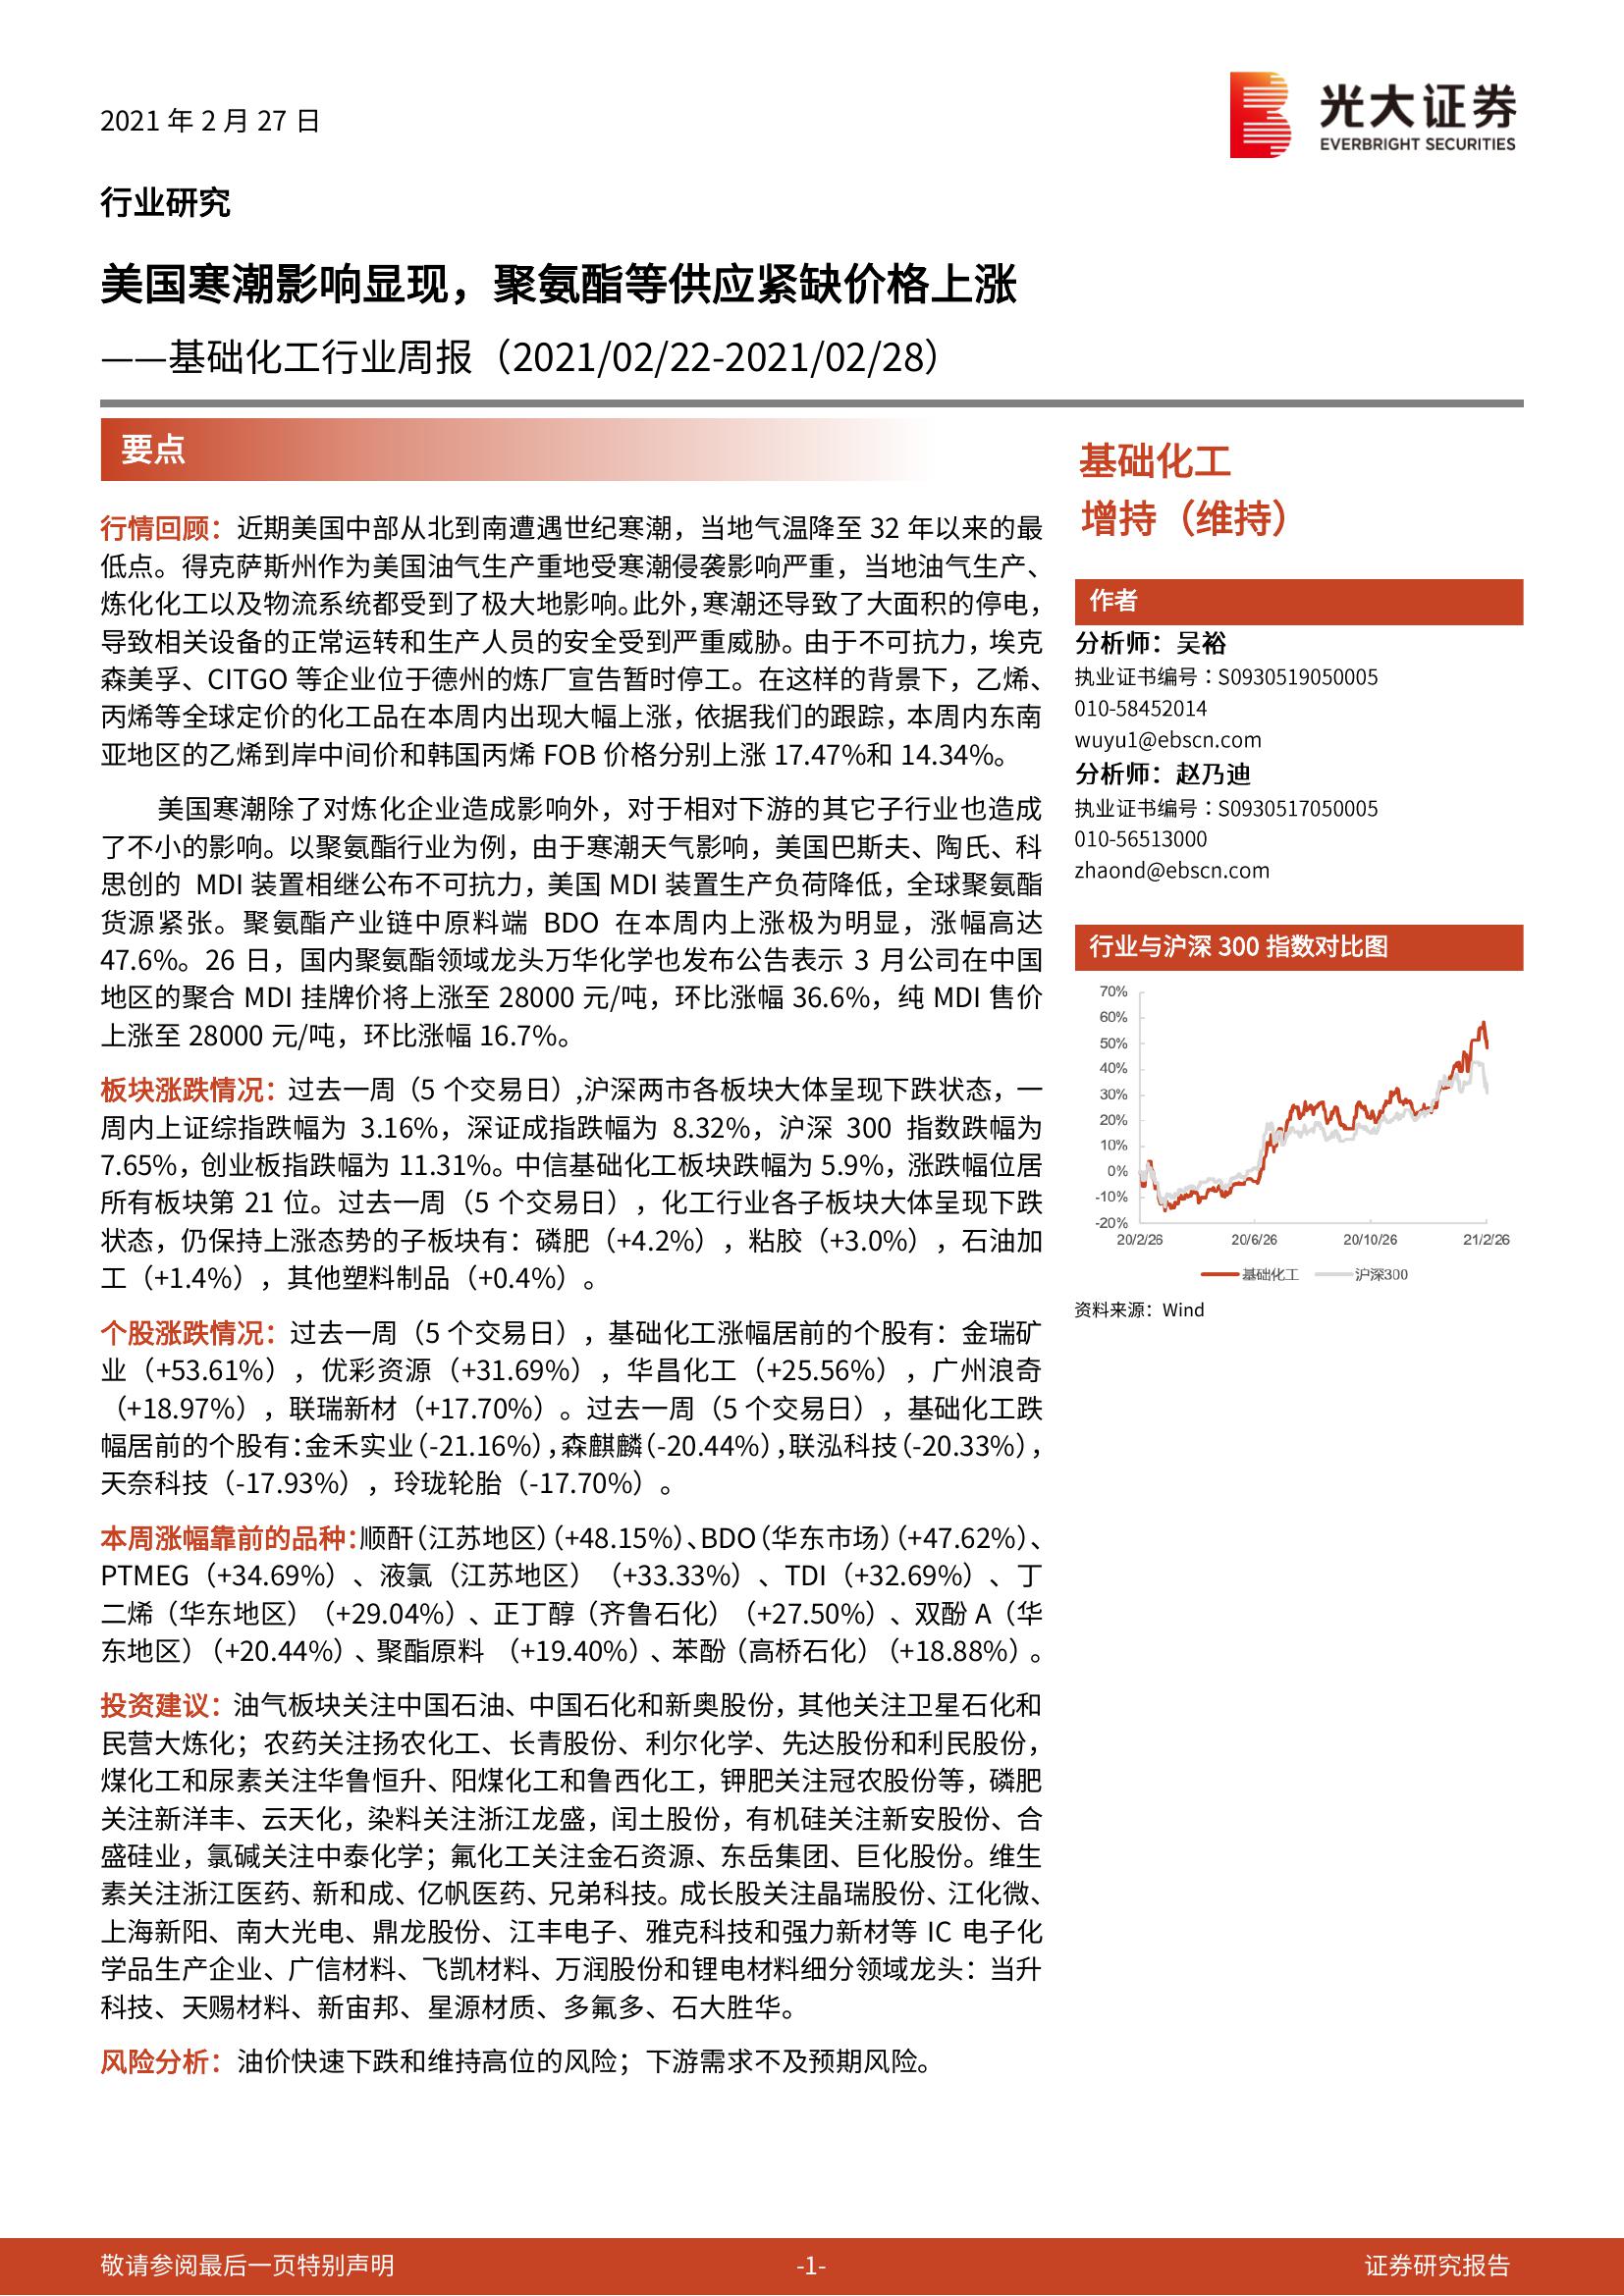 2021 年 2 月 27 日
光大证券
EVERBRIGHT SECURITIES
行业研究
美国寒潮影响显现，聚氨酯等供应紧缺价格上涨
——基础化工行业周报（2021/02/22-2021/02/28）
要点
行情回顾：近期美国中部从北到南遭遇世纪寒潮，当地气温降至 32 年以来的最
低点。得克萨斯州作为美国油气生产重地受寒潮侵袭影响严重，当地油气生产、
炼化化工以及物流系统都受到了极大地影响。此外，寒潮还导致了大面积的停电，
导致相关设备的正常运转和生产人员的安全受到严重威胁。由于不可抗力，埃克
森美孚、CITGO 等企业位于德州的炼厂宣告暂时停工。在这样的背景下，乙烯、
丙烯等全球定价的化工品在本周内出现大幅上涨，依据我们的跟踪，本周内东南
亚地区的乙烯到岸中间价和韩国丙烯 FOB 价格分别上涨 17.47%和 14.34%。
美国寒潮除了对炼化企业造成影响外，对于相对下游的其它子行业也造成
了不小的影响。以聚氨酯行业为例，由于寒潮天气影响，美国巴斯夫、陶氏、科
思创的 MDI 装置相继公布不可抗力，美国 MDI 装置生产负荷降低，全球聚氨酯
货源紧张。聚氨酯产业链中原料端 BDO 在本周内上涨极为明显，涨幅高达
47.6%。26 日，国内聚氨酯领域龙头万华化学也发布公告表示 3 月公司在中国
地区的聚合 MDI 挂牌价将上涨至 28000 元/吨，环比涨幅 36.6%，纯 MDI 售价
上涨至 28000 元/吨，环比涨幅 16.7%。
板块涨跌情况：过去一周（5 个交易日）,沪深两市各板块大体呈现下跌状态，一
周内上证综指跌幅为 3.16%，深证成指跌幅为 8.32%，沪深 300 指数跌幅为
7.65%，创业板指跌幅为 11.31%。中信基础化工板块跌幅为 5.9%，涨跌幅位居
所有板块第 21 位。过去一周（5 个交易日），化工行业各子板块大体呈现下跌
状态，仍保持上涨态势的子板块有：磷肥（+4.2%），粘胶（+3.0%），石油加
工（+1.4%），其他塑料制品（+0.4%）。
个股涨跌情况：过去一周（5 个交易日），基础化工涨幅居前的个股有：金瑞矿
业（+53.61%），优彩资源（+31.69%），华昌化工（+25.56%），广州浪奇
（+18.97%），联瑞新材（+17.70%）。过去一周（5 个交易日），基础化工跌
幅居前的个股有：金禾实业（-21.16%），森麒麟（-20.44%），联泓科技（-20.33%），
天奈科技（-17.93%），玲珑轮胎（-17.70%）。
本周涨幅靠前的品种：顺酐（江苏地区）（+48.15%）、BDO（华东市场）（+47.62%）、
PTMEG（+34.69%）、液氯（江苏地区）（+33.33%）、TDI（+32.69%）、丁
二烯（华东地区）（+29.04%）、正丁醇（齐鲁石化）（+27.50%）、双酚 A（华
东地区）（+20.44%）、聚酯原料 （+19.40%）、苯酚（高桥石化）（+18.88%）。
投资建议：油气板块关注中国石油、中国石化和新奥股份，其他关注卫星石化和
民营大炼化；农药关注扬农化工、长青股份、利尔化学、先达股份和利民股份，
煤化工和尿素关注华鲁恒升、阳煤化工和鲁西化工，钾肥关注冠农股份等，磷肥
关注新洋丰、云天化，染料关注浙江龙盛，闰土股份，有机硅关注新安股份、合
盛硅业，氯碱关注中泰化学；氟化工关注金石资源、东岳集团、巨化股份。维生
素关注浙江医药、新和成、亿帆医药、兄弟科技。成长股关注晶瑞股份、江化微、
上海新阳、南大光电、鼎龙股份、江丰电子、雅克科技和强力新材等 IC 电子化
学品生产企业、广信材料、飞凯材料、万润股份和锂电材料细分领域龙头：当升
科技、天赐材料、新宙邦、星源材质、多氟多、石大胜华。
风险分析：油价快速下跌和维持高位的风险；下游需求不及预期风险。
基础化工
增持（维持）
作者
分析师：吴裕
执业证书编号：S0930519050005
010-58452014
wuyu1@ebscn.com
分析师：赵乃迪
执业证书编号：S0930517050005
010-56513000
zhaond@ebscn.com
行业与沪深 300 指数对比图
70%
60%
50%
40%
30%
20%
10%
0%
-10%
-20%
20/2/26 20/6/26 20/10/26 21/2/26
基础化工 沪深300
资料来源：Wind
敬请参阅最后一页特别声明 -1- 证券研究报告